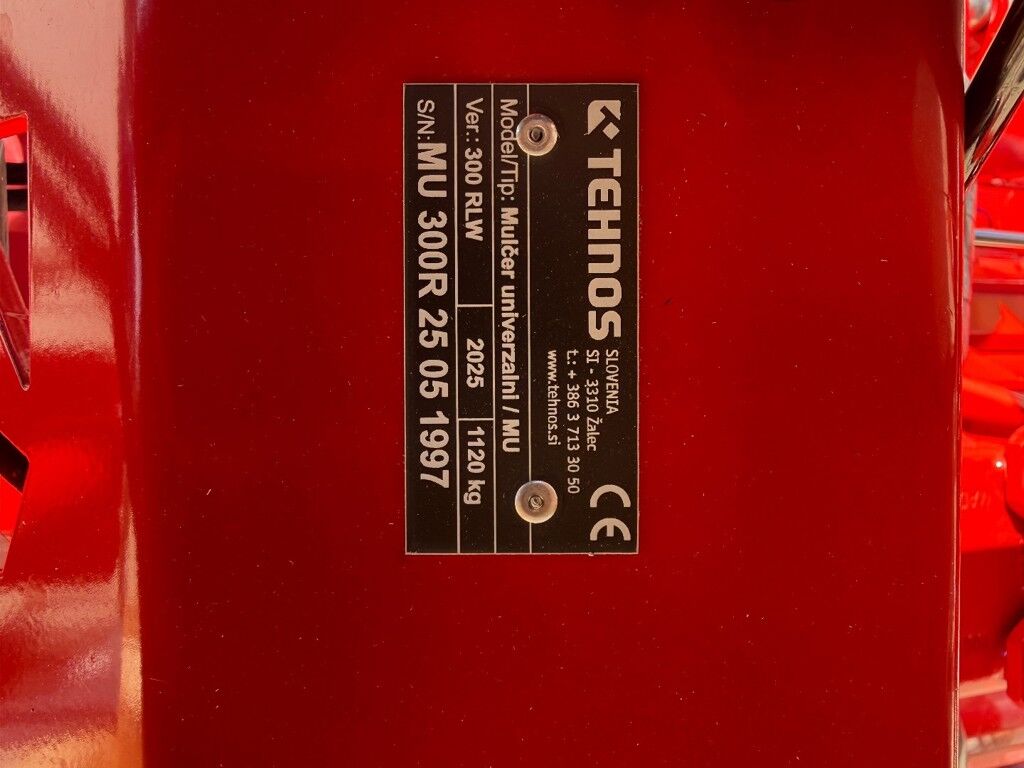 TEHNOS
SLOVENIA
SI - 3310 Žalec
t.: + 386 3 713 30 50
www.tehnos.si
CE
Model/Tip: Mulčer univerzalni / MU
Ver.: 300 RLW 2025 1120 kg
S/N: MU 300R 25 05 1997